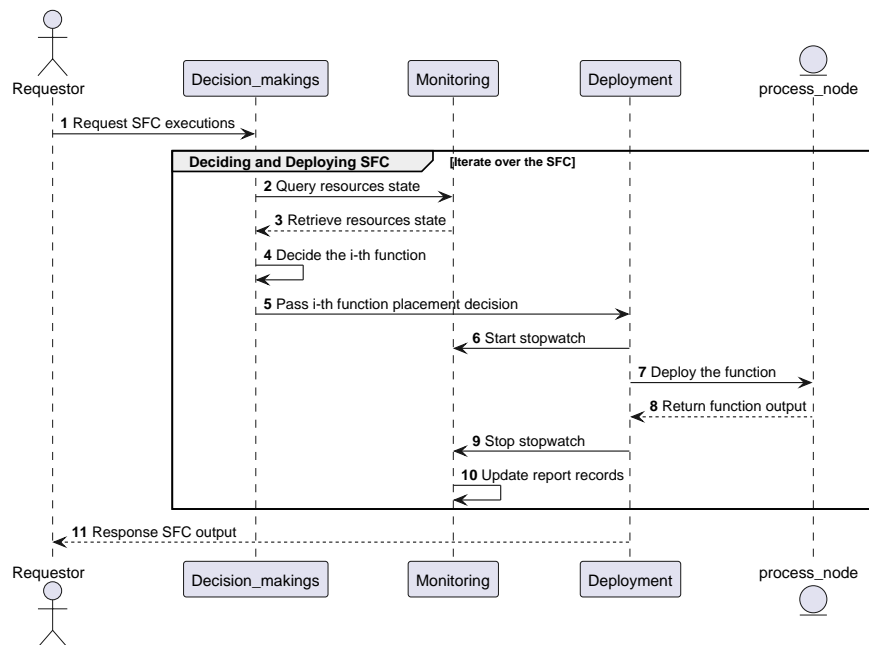 Requestor
Decision_makings
Monitoring
Deployment
process_node
1 Request SFC executions
Deciding and Deploying SFC
[Iterate over the SFC]
2 Query resources state
3 Retrieve resources state
4 Decide the i-th function
5 Pass i-th function placement decision
6 Start stopwatch
7 Deploy the function
8 Return function output
9 Stop stopwatch
10 Update report records
11 Response SFC output
Requestor
Decision_makings
Monitoring
Deployment
process_node